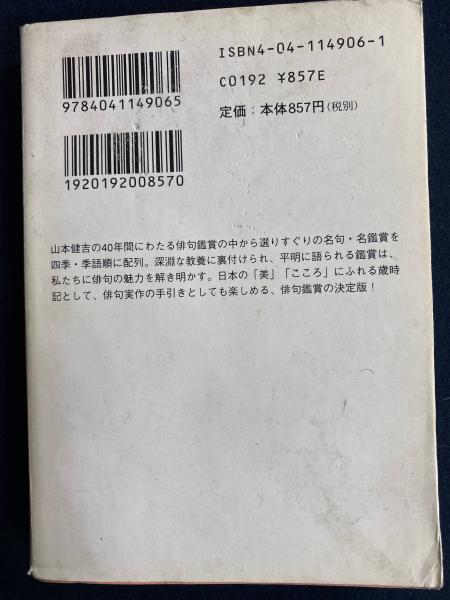 ISBN4-04-114906-1
9784041149065
C0192 ¥857E
定価：本体857円(税別)
1920192008570
山本健吉の40年間にわたる俳句鑑賞の中から選りすぐりの名句・名鑑賞を
四季・季語順に配列。深淵な教養に裏付けられ、平明に語られる鑑賞は、
私たちに俳句の魅力を解き明かす。日本の「美」「こころ」にふれる歳時
記として、俳句実作の手引きとしても楽しめる、俳句鑑賞の決定版！